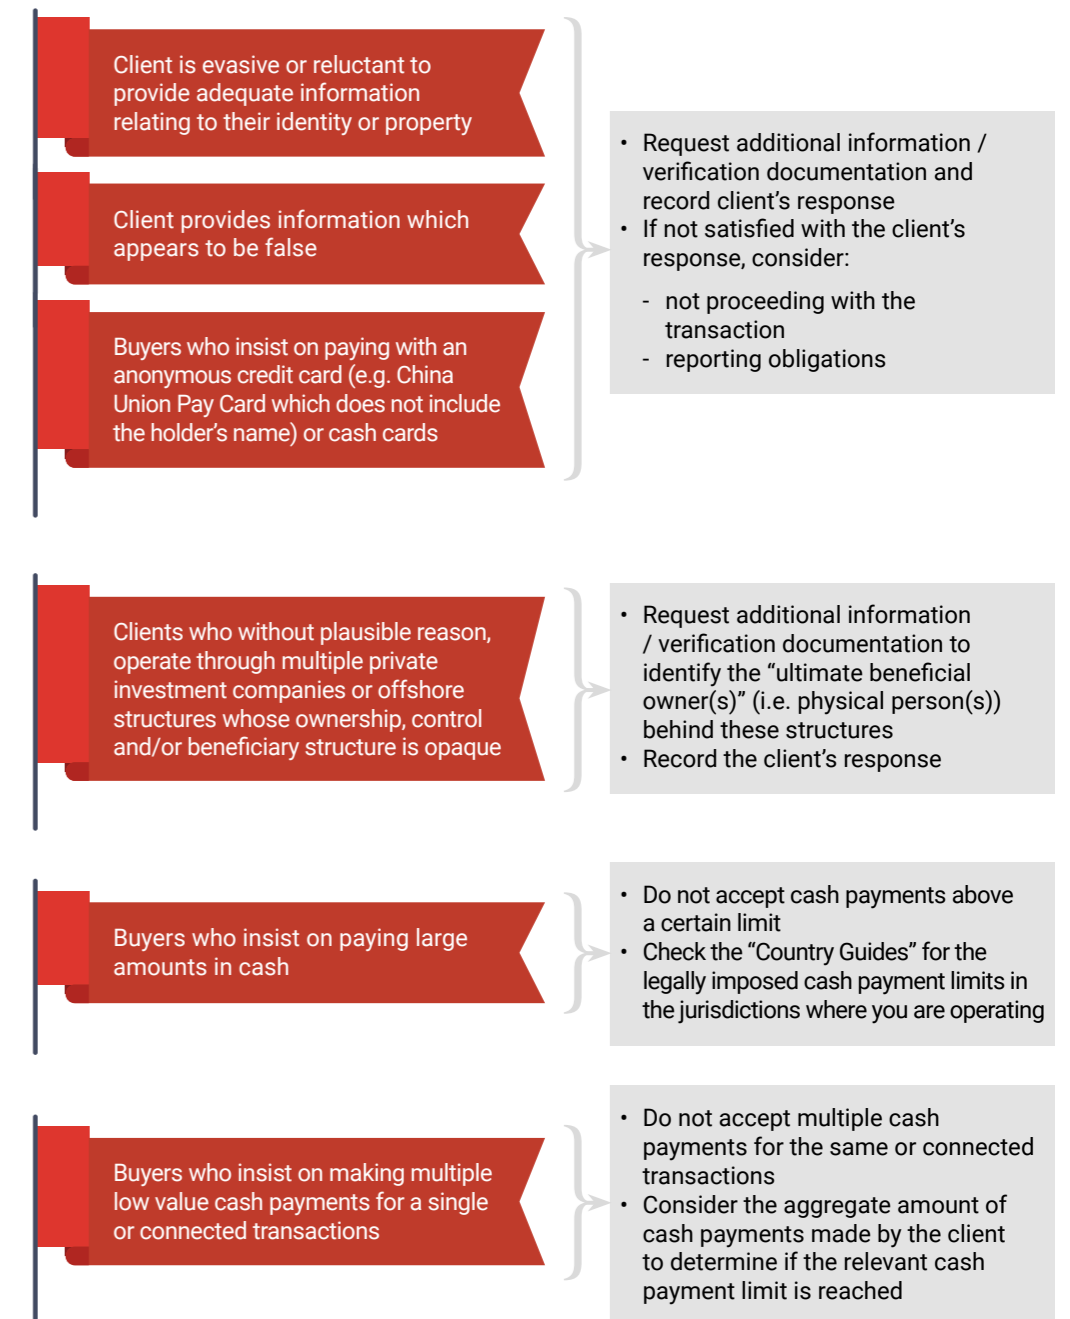 Client is evasive or reluctant to
provide adequate information
relating to their identity or property
Client provides information which
appears to be false
Buyers who insist on paying with an
anonymous credit card (e.g. China
Union Pay Card which does not include
the holder’s name) or cash cards
• Request additional information /
verification documentation and
record client’s response
• If not satisfied with the client’s
response, consider:
- not proceeding with the
transaction
- reporting obligations
Clients who without plausible reason,
operate through multiple private
investment companies or offshore
structures whose ownership, control
and/or beneficiary structure is opaque
• Request additional information
/ verification documentation to
identify the “ultimate beneficial
owner(s)” (i.e. physical person(s))
behind these structures
• Record the client’s response
Buyers who insist on paying large
amounts in cash
• Do not accept cash payments above
a certain limit
• Check the “Country Guides” for the
legally imposed cash payment limits in
the jurisdictions where you are operating
Buyers who insist on making multiple
low value cash payments for a single
or connected transactions
• Do not accept multiple cash
payments for the same or connected
transactions
• Consider the aggregate amount of
cash payments made by the client
to determine if the relevant cash
payment limit is reached